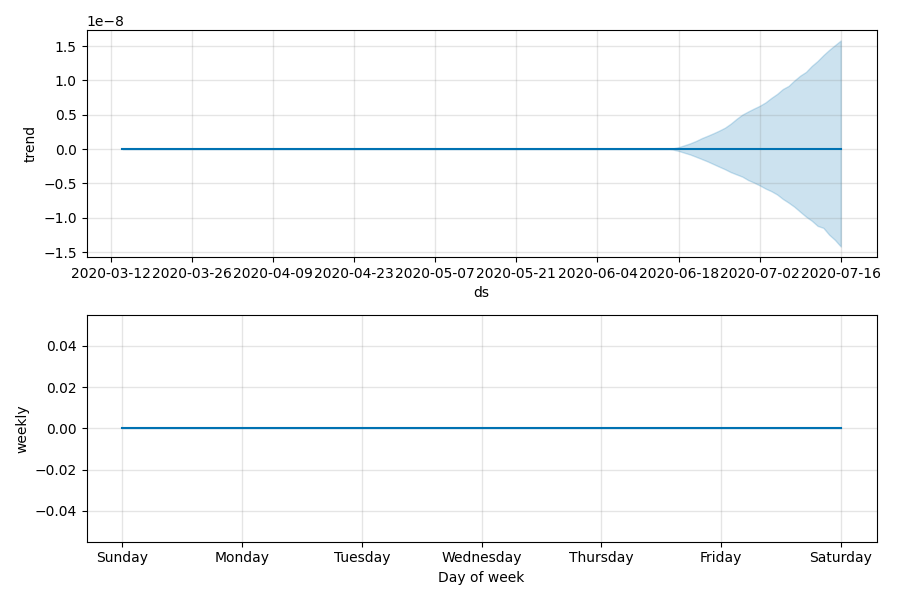 1e−8
1.5
1.0
0.5
0.0
−0.5
−1.0
−1.5
trend
2020-03-12 2020-03-26 2020-04-09 2020-04-23 2020-05-07 2020-05-21 2020-06-04 2020-06-18 2020-07-02 2020-07-16
ds
0.04
0.02
0.00
−0.02
−0.04
weekly
Sunday Monday Tuesday Wednesday Thursday Friday Saturday
Day of week